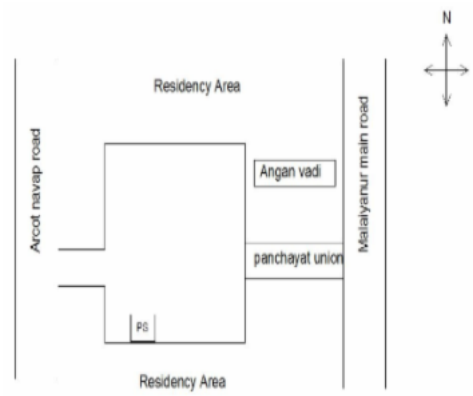 N
Residency Area
Arcot navap road
Angan vadi
Malaiyanur main road
panchayat union
PS
Residency Area